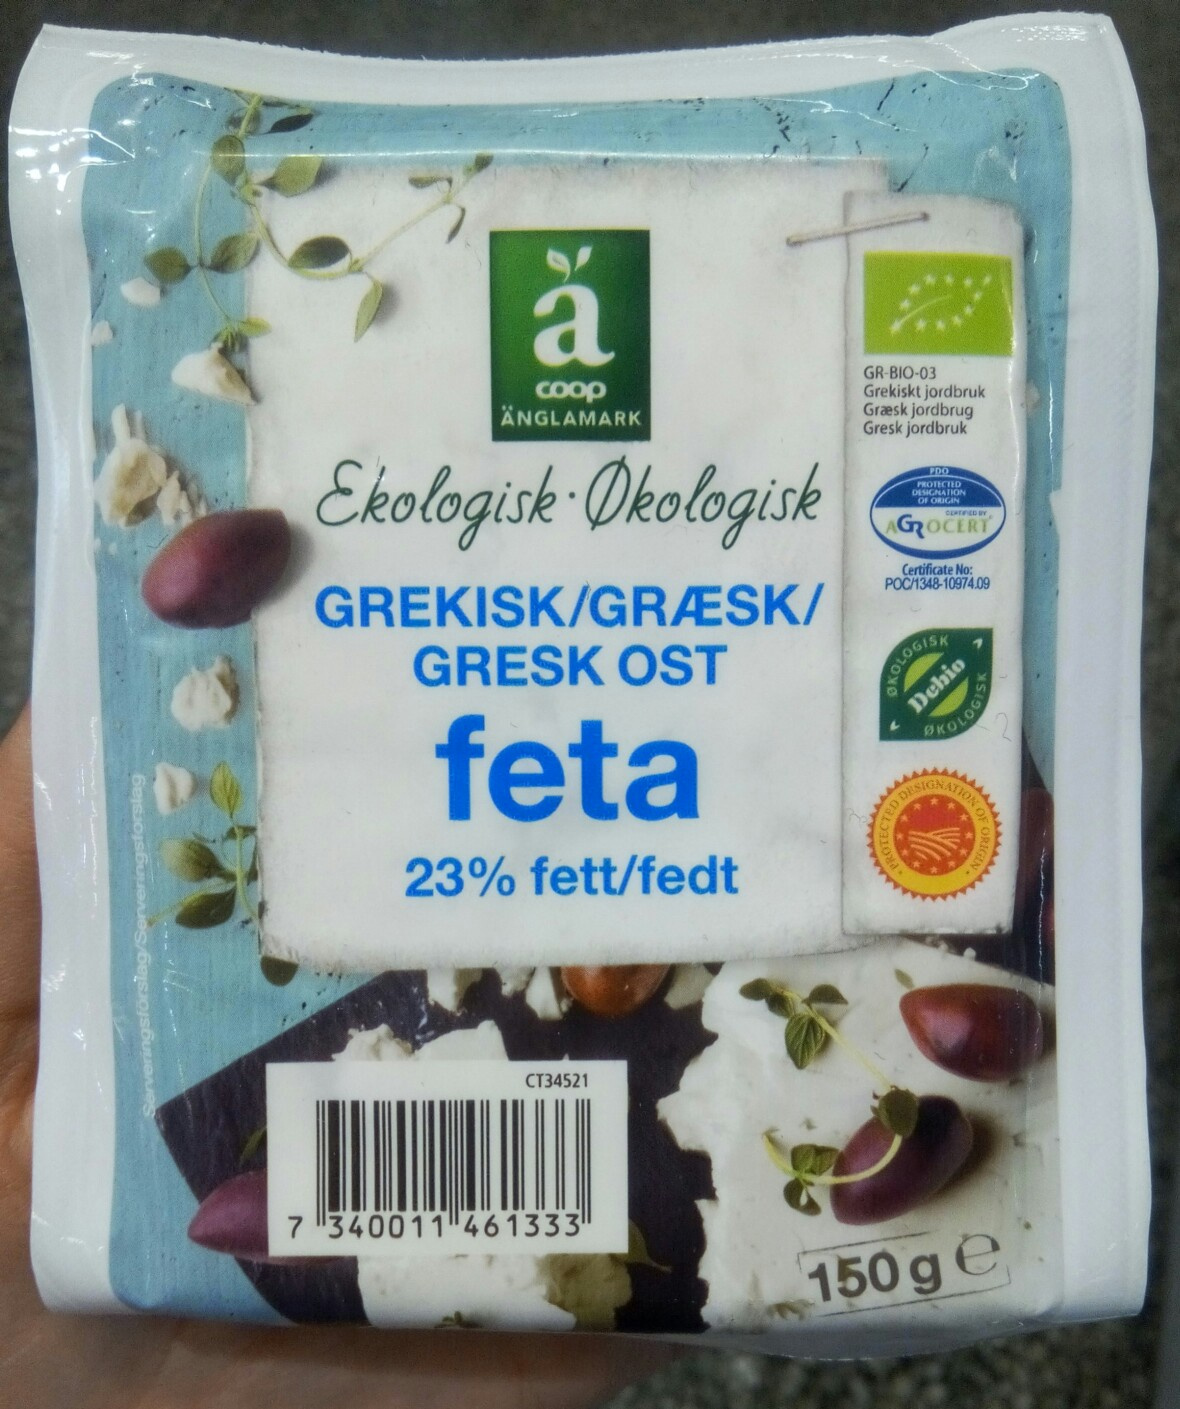 å
coop
ÄNGLAMARK
Ekologisk · Økologisk
GREKISK/GRÆSK/
GRESK OST
feta
23% fett/fedt
GR-BIO-03
Grekiskt jordbruk
Græsk jordbrug
Gresk jordbruk
PDO
PROTECTED
DESIGNATION
OF ORIGIN
CERTIFIED BY
AGROCERT
Certificate No:
POC/1348-10974.09
ØKOLOGISK
Debio
ØKOLOGISK
PROTECTED DESIGNATION OF ORIGIN
Serveringsförslag/Serveringsforslag
CT34521
7 340011 461333
150 g e